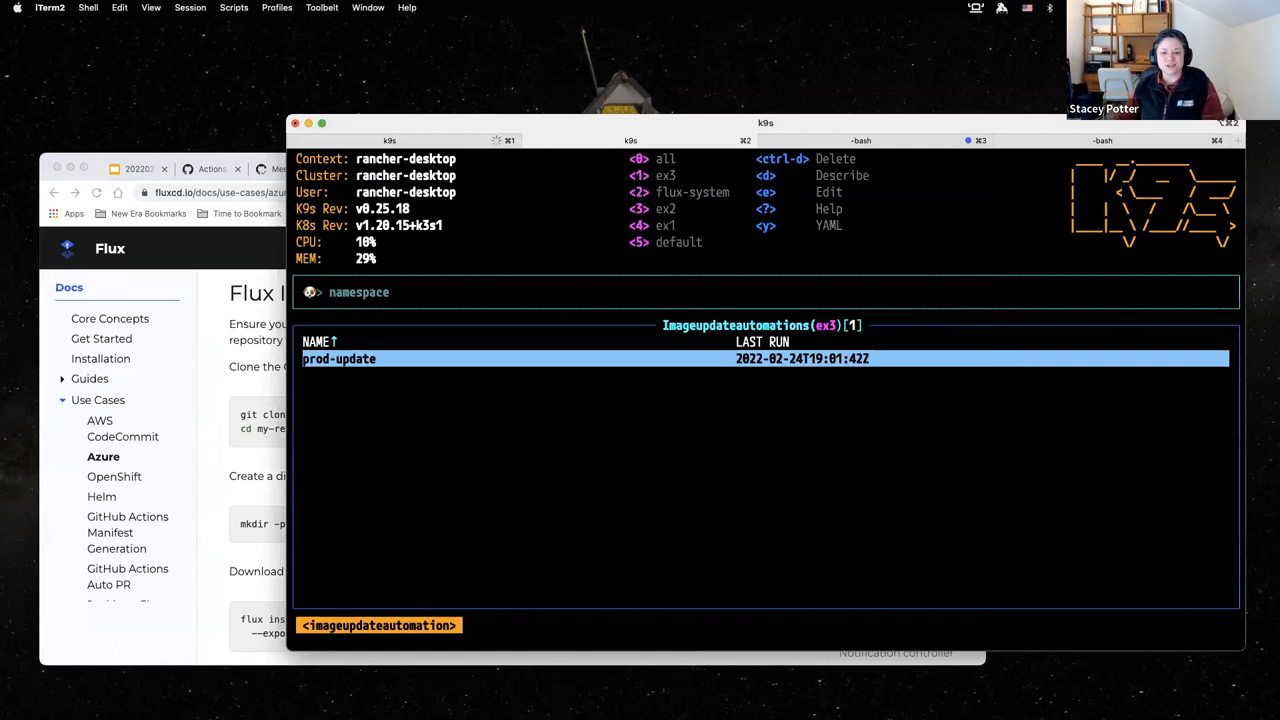 iTerm2 Shell Edit View Session Scripts Profiles Toolbelt Window Help
Stacey Potter
k9s
⌥⌘2
k9s ⌘1 k9s ⌘2 -bash ⌘3 -bash ⌘4
Context: rancher-desktop
Cluster: rancher-desktop
User: rancher-desktop
K9s Rev: v0.25.18
K8s Rev: v1.20.15+k3s1
CPU: 10%
MEM: 29%
<0> all
<1> ex3
<2> flux-system
<3> ex2
<4> ex1
<5> default
<ctrl-d> Delete
<d> Describe
<e> Edit
<?> Help
<y> YAML
K9s
> namespace
Imageupdateautomations(ex3)[1]
NAME↑ LAST RUN
prod-update 2022-02-24T19:01:42Z
<imageupdateautomation>
202202 Actions
fluxcd.io/docs/use-cases/azu
Apps New Era Bookmarks Time to Bookmark
Flux
Docs
Core Concepts
Get Started
Installation
Guides
Use Cases
AWS
CodeCommit
Azure
OpenShift
Helm
GitHub Actions
Manifest
Generation
GitHub Actions
Auto PR
Flux I
Ensure you
repository
Clone the
git clon
cd my-re
Create a di
mkdir -p
Download
flux ins
--expo
Notification controller